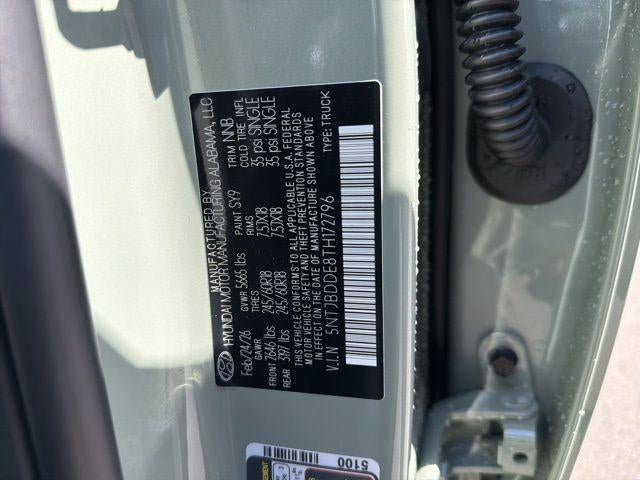 MANUFACTURED BY
HYUNDAI MOTOR MANUFACTURING ALABAMA, LLC
Feb/24/26 GVWR 5665 lbs PAINT SY9 TRIM NNB
GAWR TIRES RIMS COLD TIRE INFL
FRONT 2646 lbs 245/60R18 7.5JX18 35 psi SINGLE
REAR 3197 lbs 245/60R18 7.5JX18 35 psi SINGLE
THIS VEHICLE CONFORMS TO ALL APPLICABLE U.S.A. FEDERAL
MOTOR VEHICLE SAFETY AND THEFT PREVENTION STANDARDS
IN EFFECT ON THE DATE OF MANUFACTURE SHOWN ABOVE
V.I.N 5NTJBDDE8TH172796 TYPE: TRUCK
5100